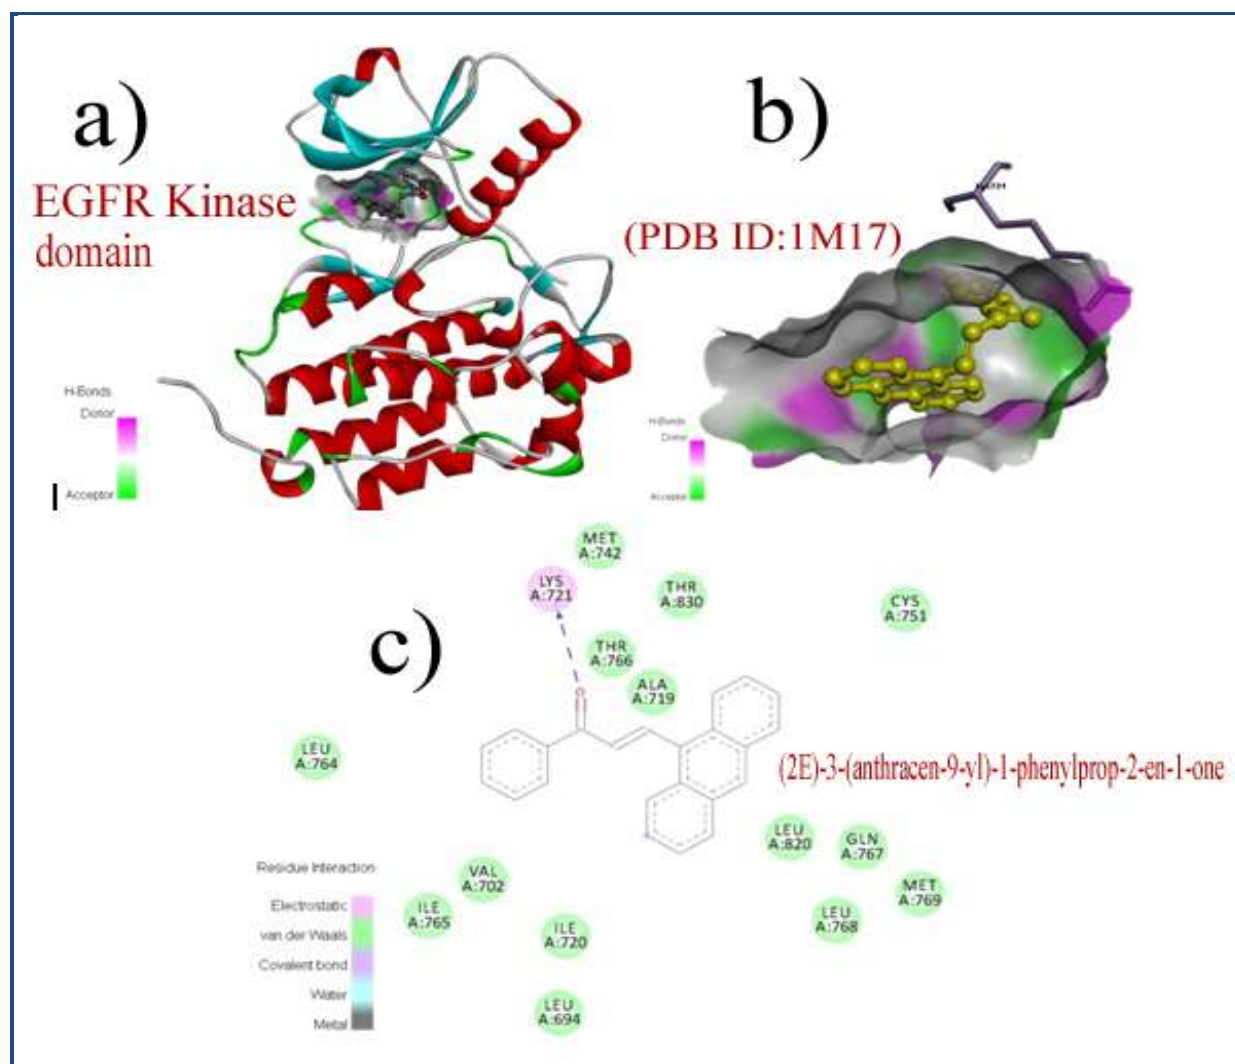 a)
EGFR Kinase
domain
H-Bonds
Donor
Acceptor
b)
(PDB ID:1M17)
H-Bonds
Donor
Acceptor
c)
MET
A:742
LYS
A:721
THR
A:830
CYS
A:751
THR
A:766
ALA
A:719
O
LEU
A:764
(2E)-3-(anthracen-9-yl)-1-phenylprop-2-en-1-one
LEU
A:820
GLN
A:767
VAL
A:702
MET
A:769
ILE
A:765
LEU
A:768
ILE
A:720
LEU
A:694
Residue Interaction
Electrostatic
van der Waals
Covalent bond
Water
Metal